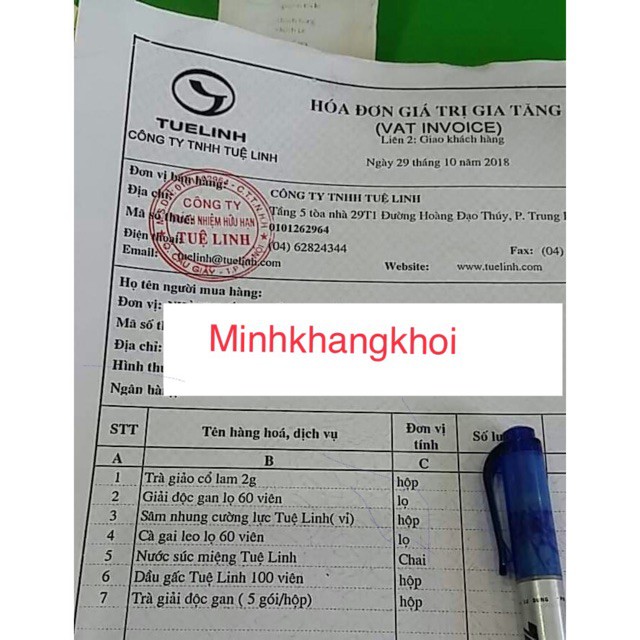 TUELINH
CÔNG TY TNHH TUỆ LINH
HÓA ĐƠN GIÁ TRỊ GIA TĂNG
(VAT INVOICE)
Liên 2: Giao khách hàng
Ngày 29 tháng 10 năm 2018
Đơn vị bán hàng: CÔNG TY TNHH TUỆ LINH
Địa chỉ: Tầng 5 tòa nhà 29T1 Đường Hoàng Đạo Thúy, P. Trung
Mã số thuế: 0101262964
Điện thoại: (04) 62824344 Fax: (04)
Email: tuelinh@tuelinh.com Website: www.tuelinh.com
CÔNG TY
TRÁCH NHIỆM HỮU HẠN
TUỆ LINH
Q. CẦU GIẤY - T.P HÀ NỘI
Họ tên người mua hàng:
Đơn vị:
Mã số
Địa chỉ:
Hình
Ngân
Minhkhangkhoi
STT Tên hàng hoá, dịch vụ Đơn vị tính Số
A B C
1 Trà giảo cổ lam 2g hộp
2 Giải độc gan lọ 60 viên lọ
3 Sâm nhung cường lực Tuệ Linh( vỉ) hộp
4 Cà gai leo lọ 60 viên lọ
5 Nước súc miệng Tuệ Linh Chai
6 Dầu gấc Tuệ Linh 100 viên hộp
7 Trà giải độc gan ( 5 gói/hộp) hộp